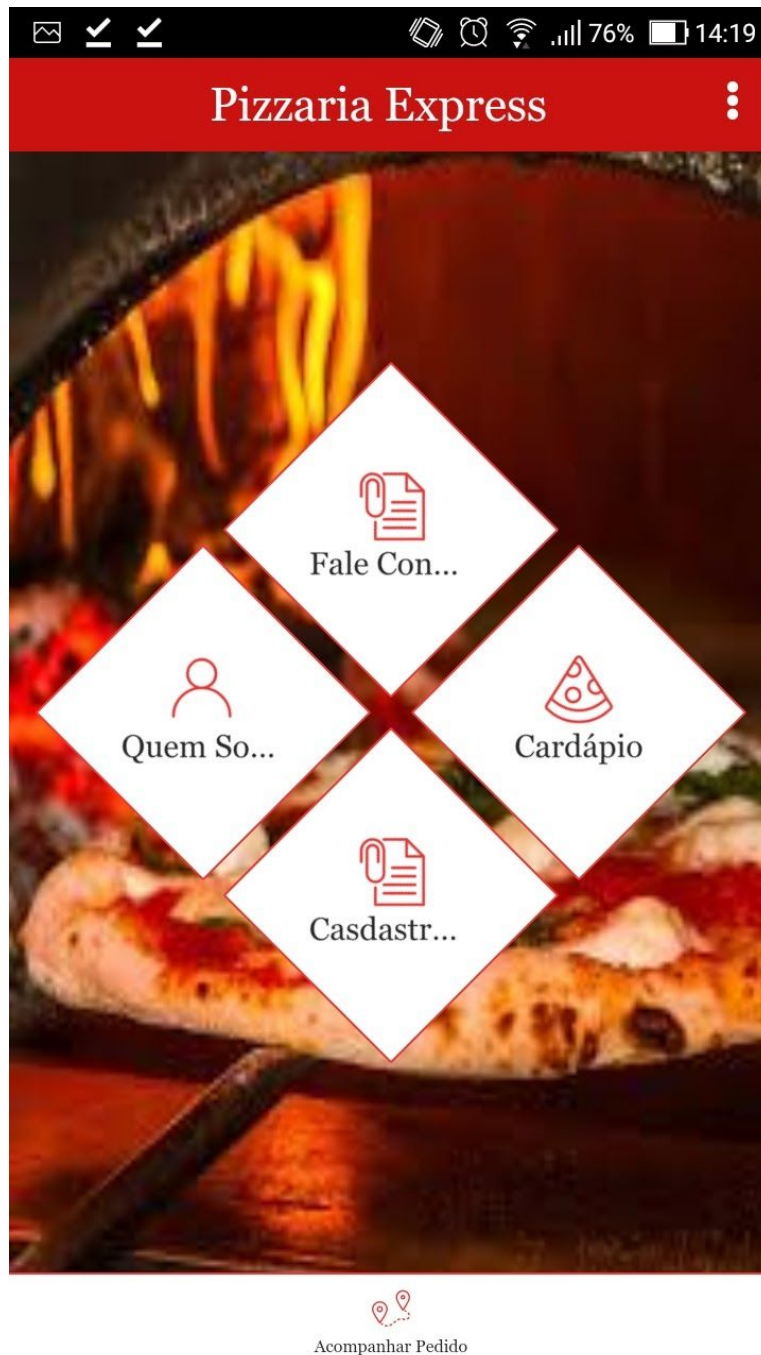 76% 14:19
Pizzaria Express
Fale Con...
Quem So...
Cardápio
Casdastr...
Acompanhar Pedido